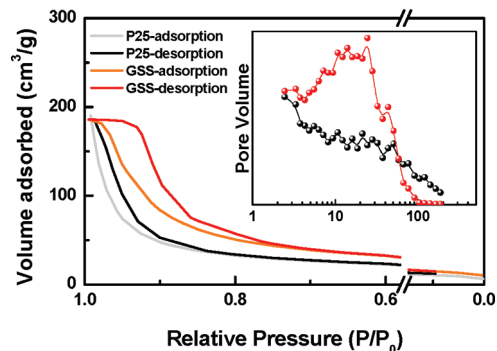 P25-adsorption
P25-desorption
GSS-adsorption
GSS-desorption
Volume adsorbed (cm³/g)
300
200
100
0
Pore Volume
1 10 100
1.0 0.8 0.6 0.0
Relative Pressure (P/P₀)